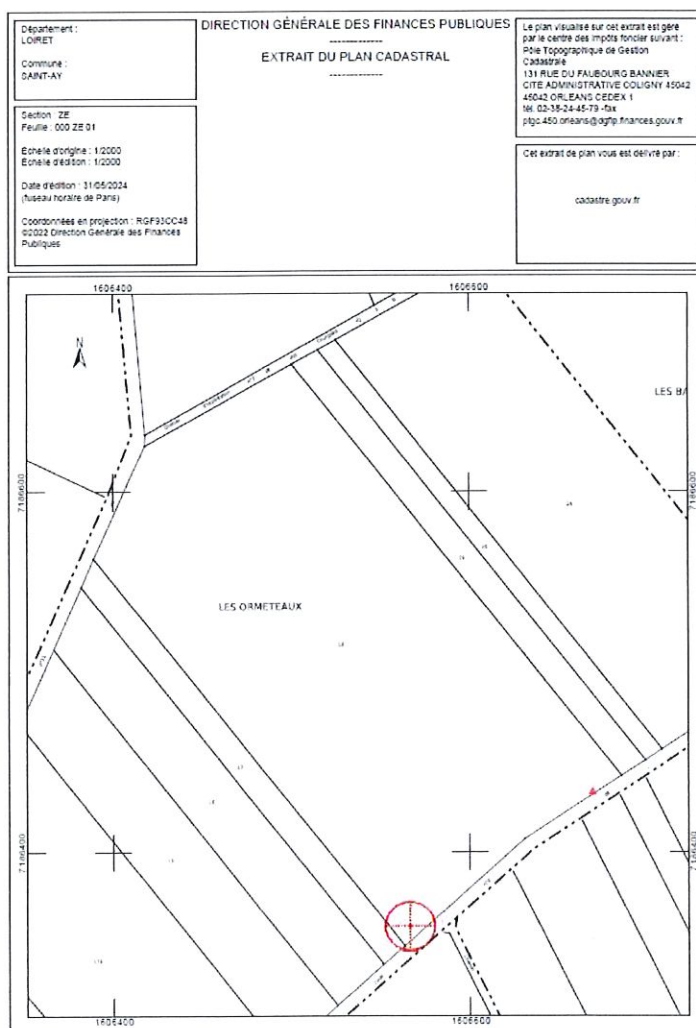 Département :
LOIRET
Commune :
SAINT-AY
Section : ZE
Feuille : 000 ZE 01
Échelle d'origine : 1/2000
Échelle d'édition : 1/2000
Date d'édition : 31/05/2024
(fuseau horaire de Paris)
Coordonnées en projection : RGF93CC48
©2022 Direction Générale des Finances
Publiques
DIRECTION GÉNÉRALE DES FINANCES PUBLIQUES
-------------
EXTRAIT DU PLAN CADASTRAL
-------------
Le plan visualisé sur cet extrait est géré
par le centre des impôts foncier suivant :
Pôle Topographique de Gestion
Cadastrale
131 RUE DU FAUBOURG BANNIER
CITE ADMINISTRATIVE COLIGNY 45042
45042 ORLEANS CEDEX 1
tél. 02-38-24-45-79 -fax
ptgc.450.orleans@dgfip.finances.gouv.fr
Cet extrait de plan vous est délivré par :
cadastre.gouv.fr
1606400
1606600
N
LES BA
7186600
7186600
LES ORMETEAUX
7186400
7186400
1606400
1606600